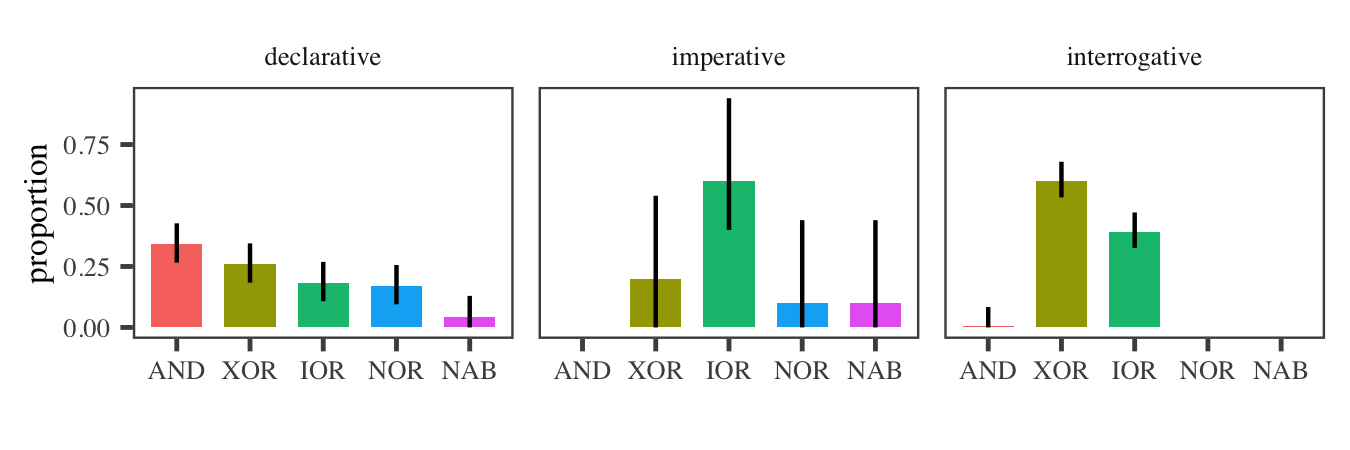 declarative imperative interrogative
proportion
0.75
0.50
0.25
0.00
AND XOR IOR NOR NAB AND XOR IOR NOR NAB AND XOR IOR NOR NAB